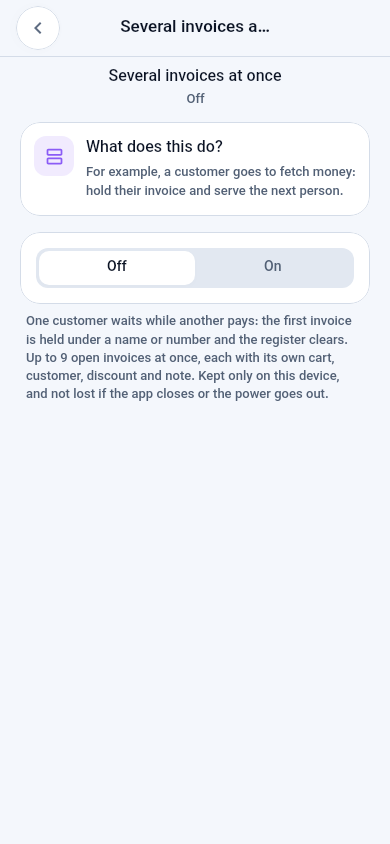 Several invoices a...
Several invoices at once
Off
What does this do?
For example, a customer goes to fetch money:
hold their invoice and serve the next person.
Off
On
One customer waits while another pays: the first invoice
is held under a name or number and the register clears.
Up to 9 open invoices at once, each with its own cart,
customer, discount and note. Kept only on this device,
and not lost if the app closes or the power goes out.